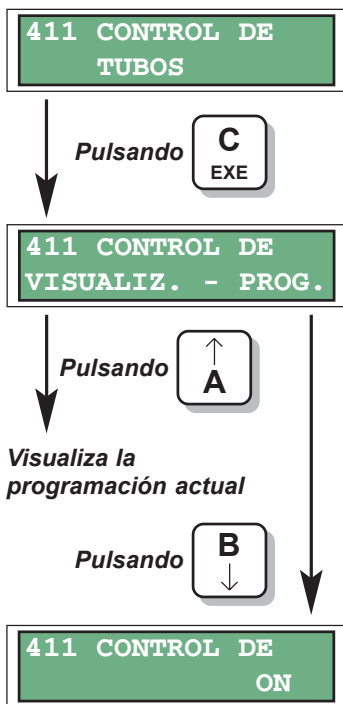 411 CONTROL DE
TUBOS
Pulsando
C
EXE
411 CONTROL DE
VISUALIZ. - PROG.
Pulsando
↑
A
Visualiza la
programación actual
Pulsando
B
↓
411 CONTROL DE
ON